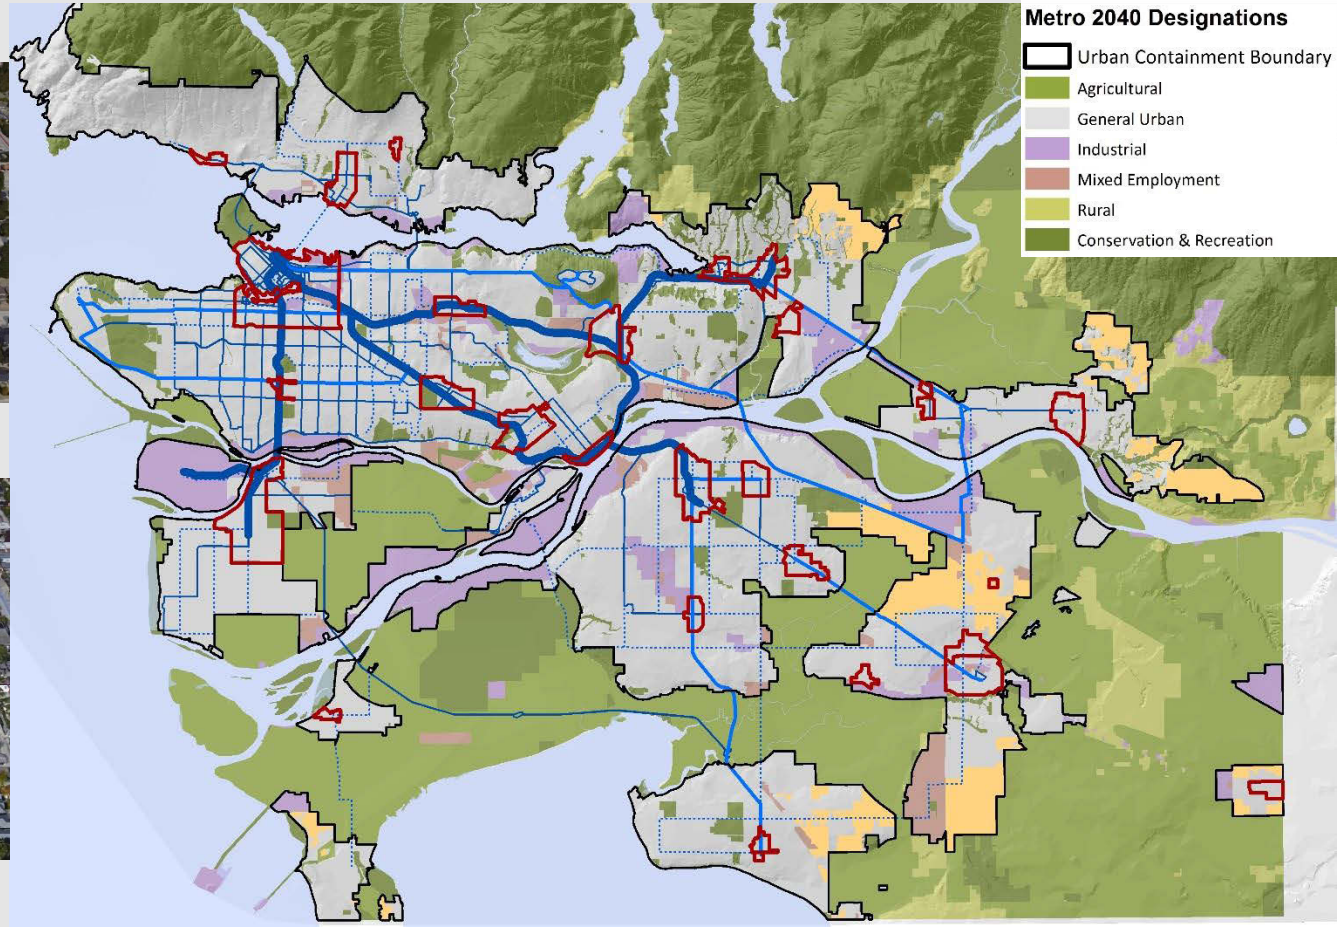 Metro 2040 Designations
Urban Containment Boundary
Agricultural
General Urban
Industrial
Mixed Employment
Rural
Conservation & Recreation